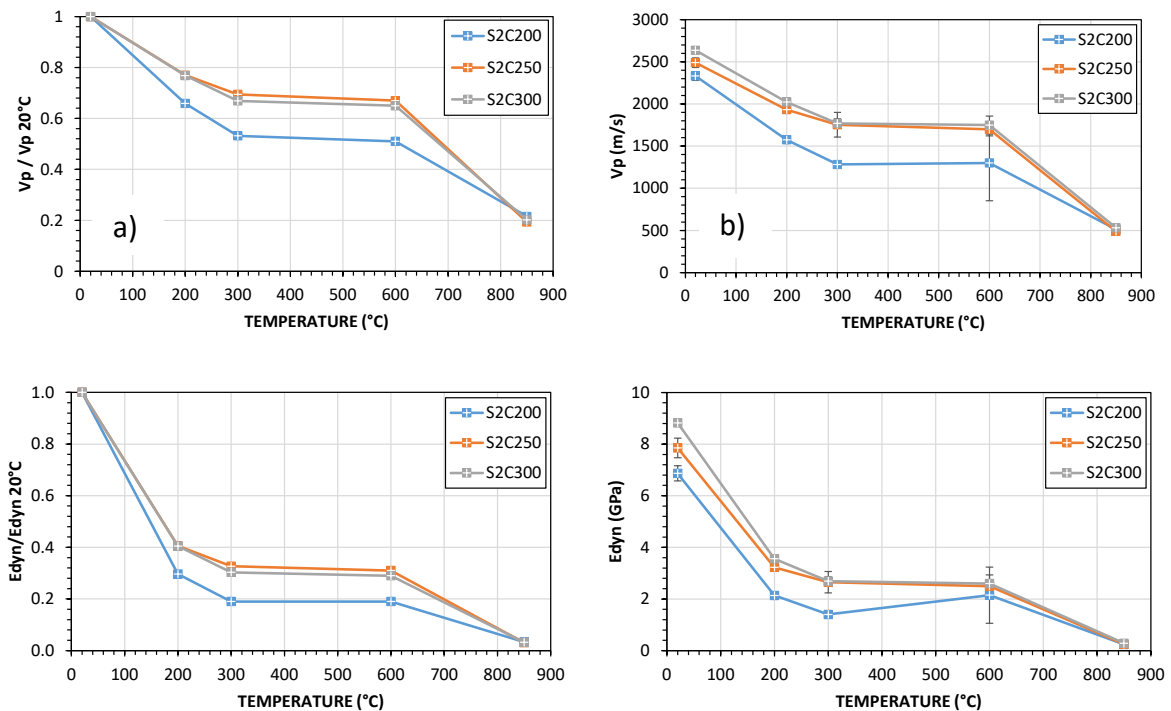 Vp / Vp 20°C
1
0.8
0.6
0.4
0.2
0
S2C200
S2C250
S2C300
a)
0 100 200 300 400 500 600 700 800 900
TEMPERATURE (°C)
Vp (m/s)
3000
2500
2000
1500
1000
500
0
S2C200
S2C250
S2C300
b)
0 100 200 300 400 500 600 700 800 900
TEMPERATURE (°C)
Edyn/Edyn 20°C
1.0
0.8
0.6
0.4
0.2
0.0
S2C200
S2C250
S2C300
0 100 200 300 400 500 600 700 800 900
TEMPERATURE (°C)
Edyn (GPa)
10
8
6
4
2
0
S2C200
S2C250
S2C300
0 100 200 300 400 500 600 700 800 900
TEMPERATURE (°C)